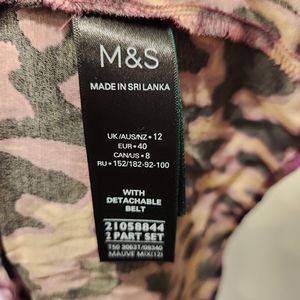 M&S
MADE IN SRI LANKA
UK/AUS/NZ • 12
EUR • 40
CAN/US • 8
RU • 152/182-92-100
WITH
DETACHABLE
BELT
21058844
2 PART SET
T50 3063T/09340
MAUVE MIX(12)